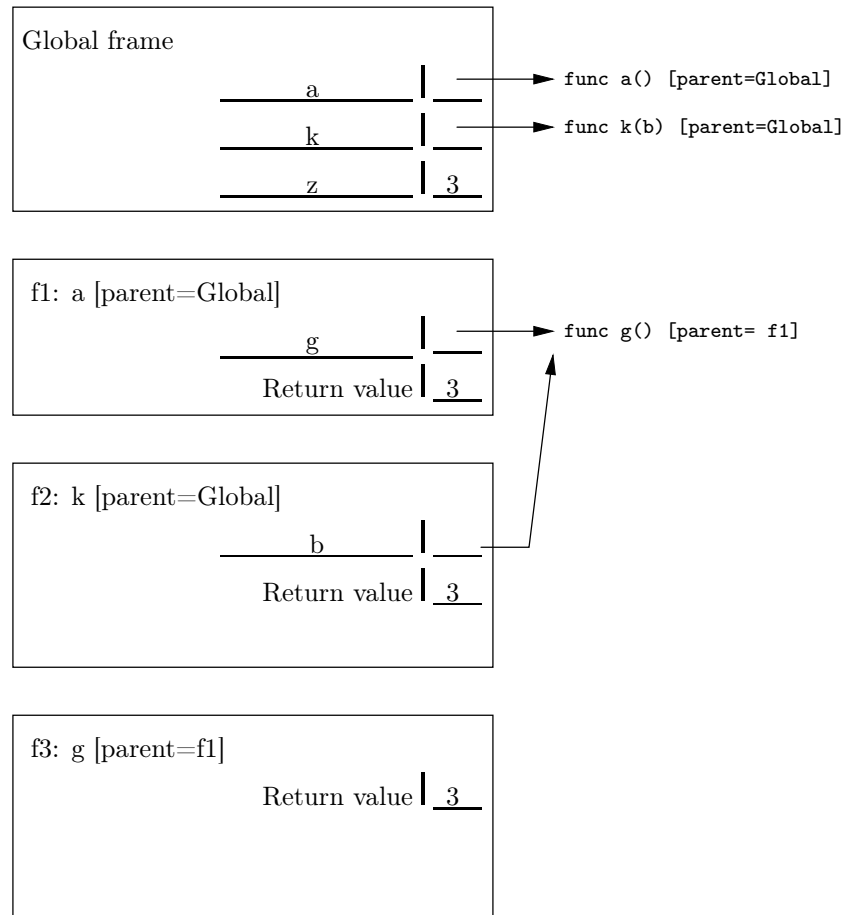 Global frame
a func a() [parent=Global]
k func k(b) [parent=Global]
z 3
f1: a [parent=Global]
g func g() [parent= f1]
Return value 3
f2: k [parent=Global]
b
Return value 3
f3: g [parent=f1]
Return value 3